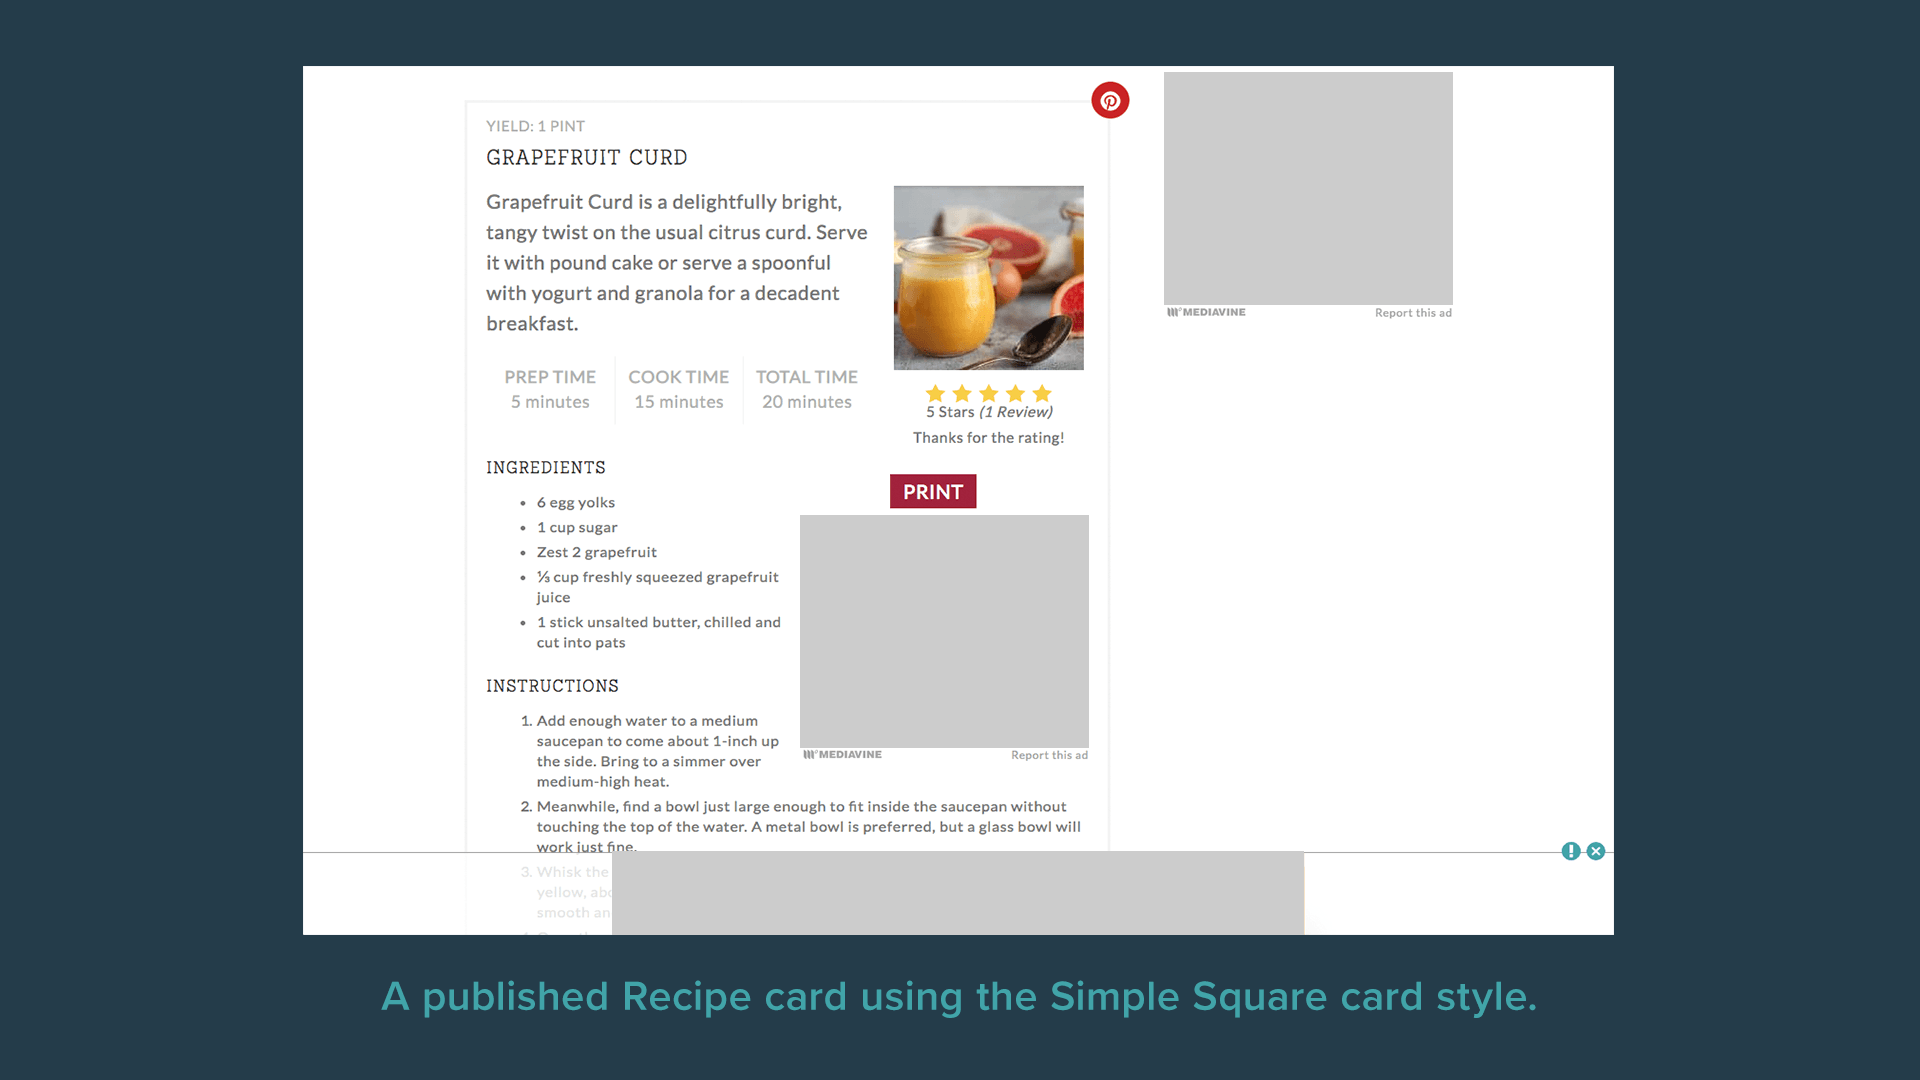 YIELD: 1 PINT
GRAPEFRUIT CURD
Grapefruit Curd is a delightfully bright,
tangy twist on the usual citrus curd. Serve
it with pound cake or serve a spoonful
with yogurt and granola for a decadent
breakfast.
PREP TIME COOK TIME TOTAL TIME
5 minutes 15 minutes 20 minutes
5 Stars (1 Review)
Thanks for the rating!
PRINT
INGREDIENTS
• 6 egg yolks
• 1 cup sugar
• Zest 2 grapefruit
• ⅓ cup freshly squeezed grapefruit
juice
• 1 stick unsalted butter, chilled and
cut into pats
INSTRUCTIONS
1. Add enough water to a medium
saucepan to come about 1-inch up
the side. Bring to a simmer over
medium-high heat.
MEDIAVINE Report this ad
2. Meanwhile, find a bowl just large enough to fit inside the saucepan without
touching the top of the water. A metal bowl is preferred, but a glass bowl will
work just fine.
3. Whisk the
yellow,
smooth
MEDIAVINE Report this ad
A published Recipe card using the Simple Square card style.